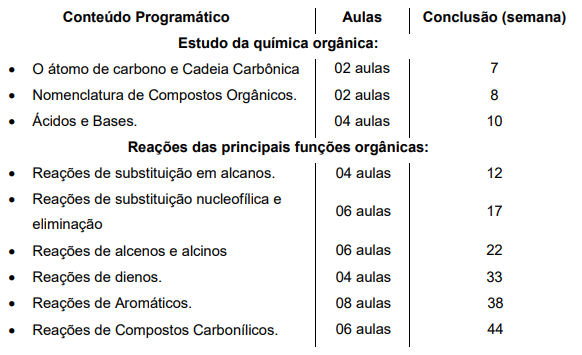 Conteúdo Programático Aulas Conclusão (semana)
Estudo da química orgânica:
• O átomo de carbono e Cadeia Carbônica 02 aulas 7
• Nomenclatura de Compostos Orgânicos. 02 aulas 8
• Ácidos e Bases. 04 aulas 10
Reações das principais funções orgânicas:
• Reações de substituição em alcanos. 04 aulas 12
• Reações de substituição nucleofílica e
eliminação 06 aulas 17
• Reações de alcenos e alcinos 06 aulas 22
• Reações de dienos. 04 aulas 33
• Reações de Aromáticos. 08 aulas 38
• Reações de Compostos Carbonílicos. 06 aulas 44